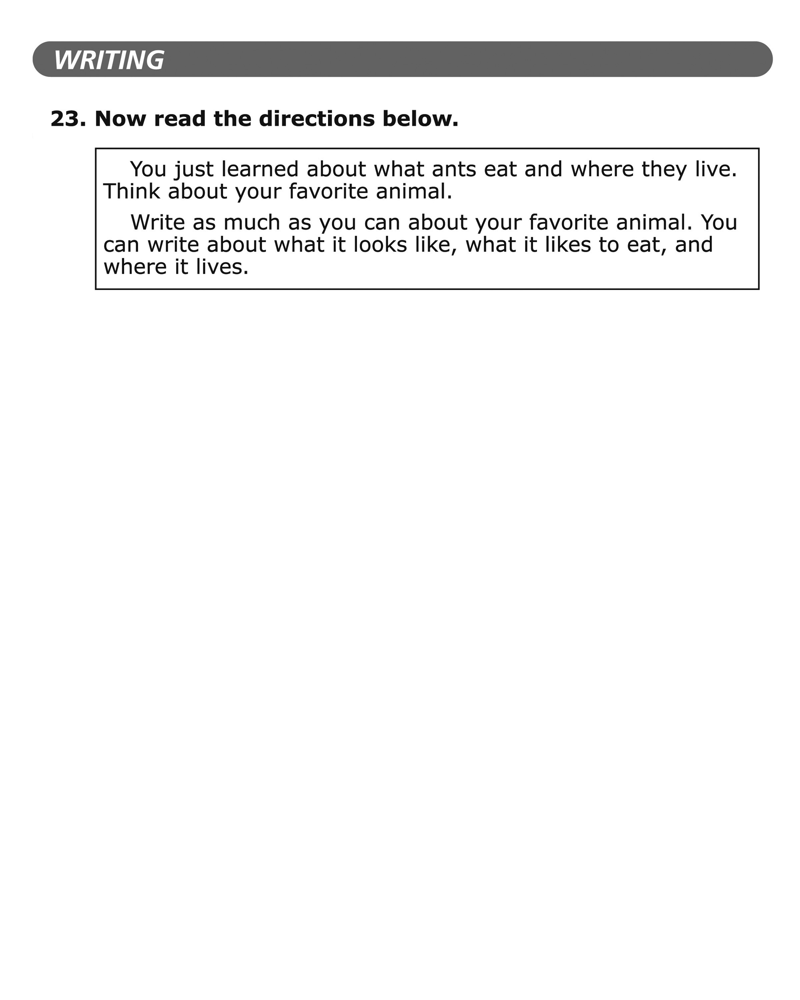 WRITING
23. Now read the directions below.
You just learned about what ants eat and where they live.
Think about your favorite animal.
Write as much as you can about your favorite animal. You
can write about what it looks like, what it likes to eat, and
where it lives.